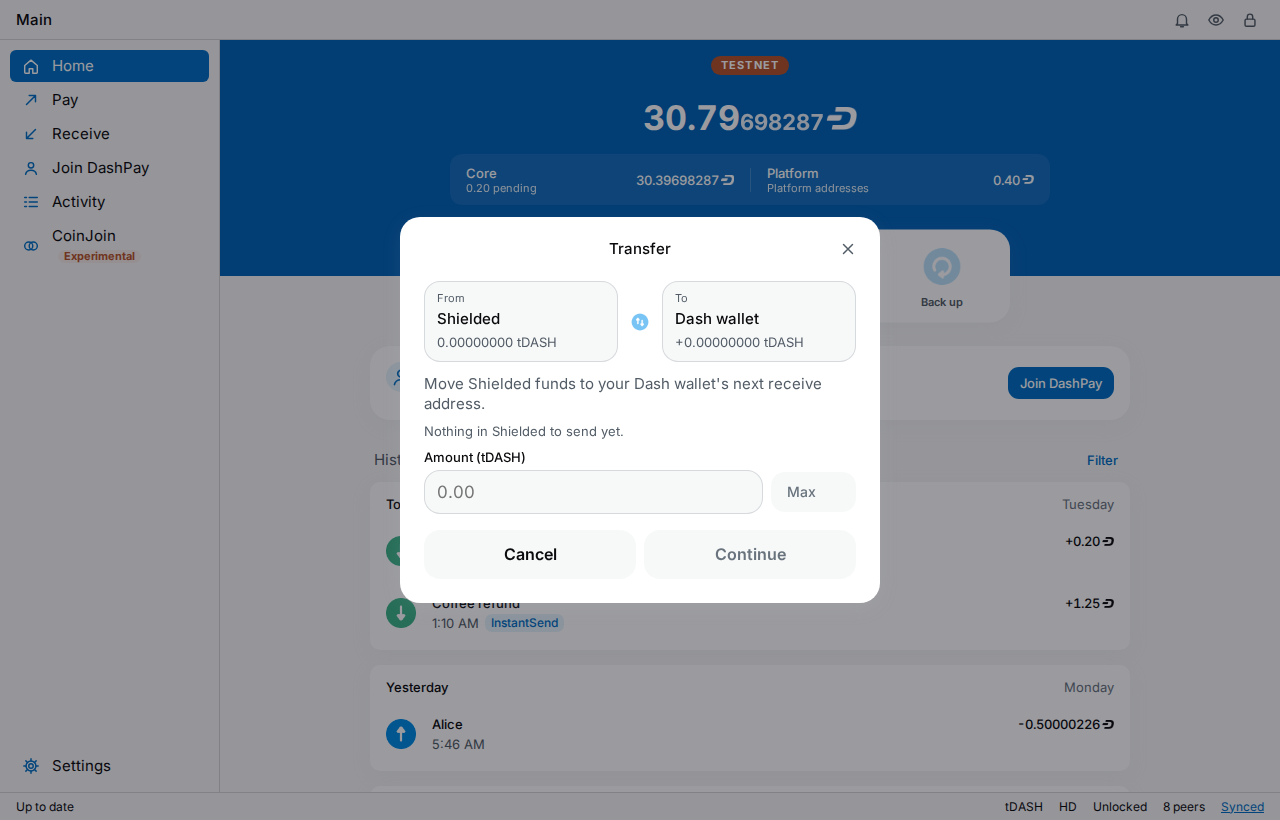 Main
Home
Pay
Receive
Join DashPay
Activity
CoinJoin
Experimental
Settings
TESTNET
30.79698287
Core
0.20 pending
30.39698287
Platform
Platform addresses
0.40
Back up
Join DashPay
Filter
Tuesday
+0.20
+1.25
1:10 AM InstantSend
Yesterday
Monday
Alice
5:46 AM
-0.50000226
Transfer
From
Shielded
0.00000000 tDASH
To
Dash wallet
+0.00000000 tDASH
Move Shielded funds to your Dash wallet's next receive
address.
Nothing in Shielded to send yet.
Amount (tDASH)
0.00
Max
Cancel
Continue
Up to date
tDASH
HD
Unlocked
8 peers
Synced